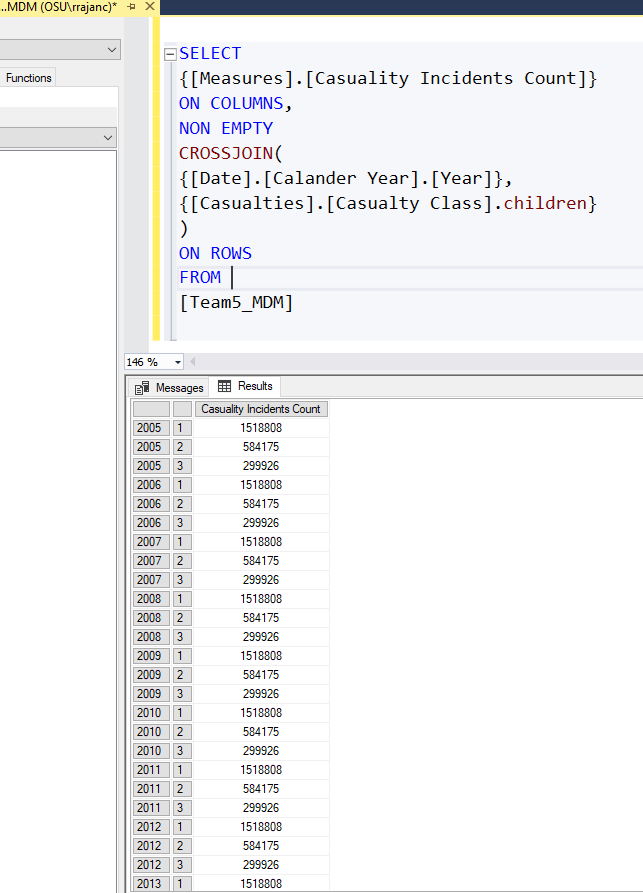 ...MDM (OSU\rrajanc)*
Functions
SELECT
{[Measures].[Casuality Incidents Count]}
ON COLUMNS,
NON EMPTY
CROSSJOIN(
{[Date].[Calander Year].[Year]},
{[Casualties].[Casualty Class].children}
)
ON ROWS
FROM
[Team5_MDM]
146 %
Messages Results
Casuality Incidents Count
2005 1 1518808
2005 2 584175
2005 3 299926
2006 1 1518808
2006 2 584175
2006 3 299926
2007 1 1518808
2007 2 584175
2007 3 299926
2008 1 1518808
2008 2 584175
2008 3 299926
2009 1 1518808
2009 2 584175
2009 3 299926
2010 1 1518808
2010 2 584175
2010 3 299926
2011 1 1518808
2011 2 584175
2011 3 299926
2012 1 1518808
2012 2 584175
2012 3 299926
2013 1 1518808